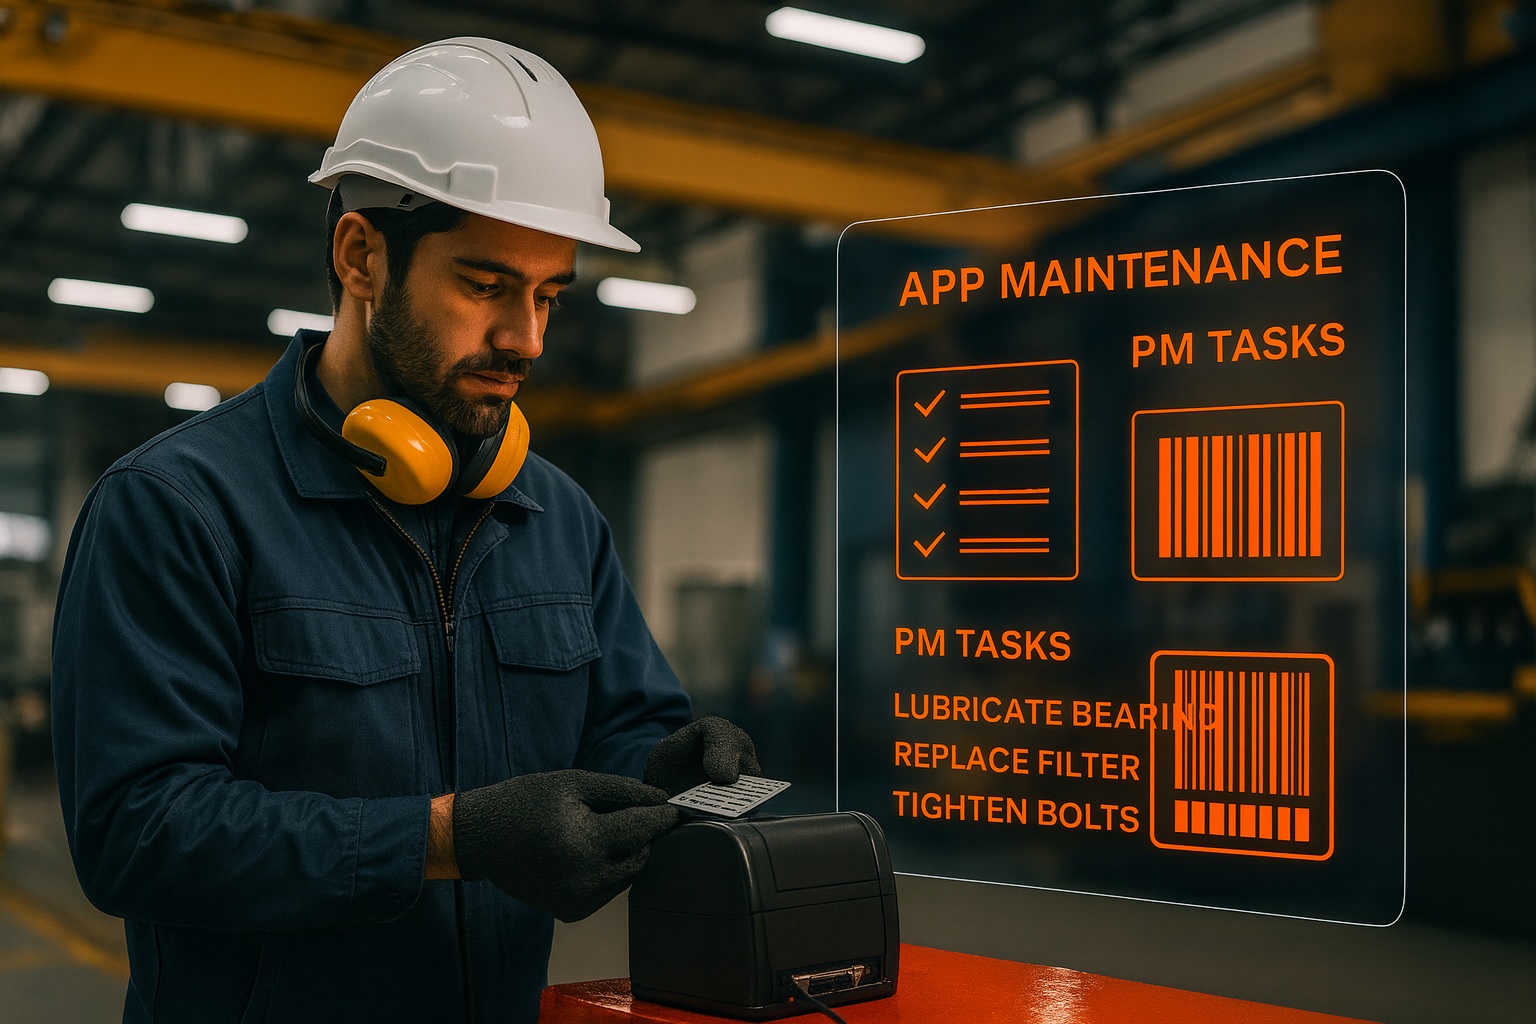 APP MAINTENANCE
PM TASKS
PM TASKS
LUBRICATE BEARING
REPLACE FILTER
TIGHTEN BOLTS